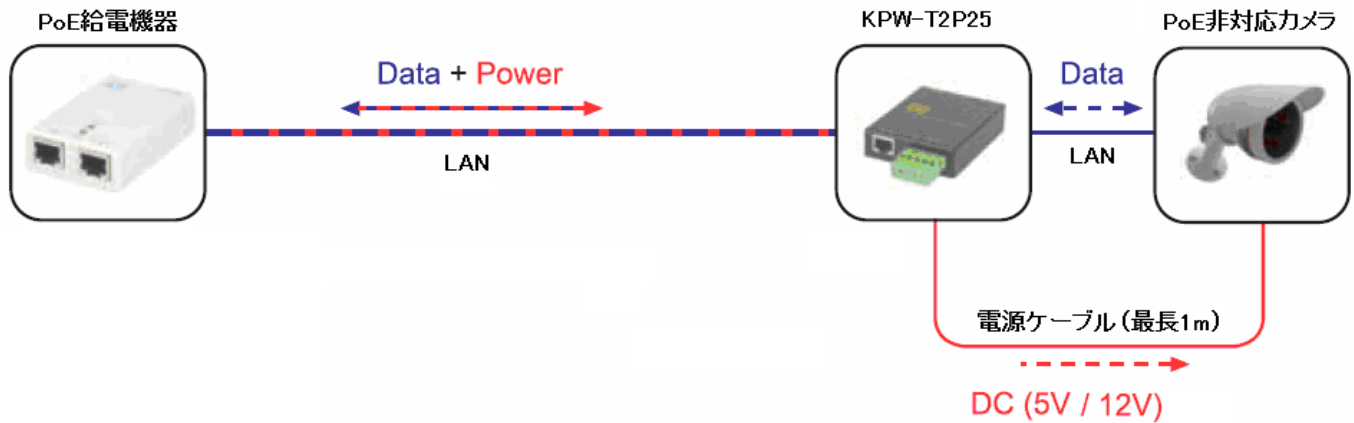 PoE給電機器
KPW-T2P25
PoE非対応カメラ
Data + Power
Data
LAN
LAN
電源ケーブル（最長1m）
DC (5V / 12V)